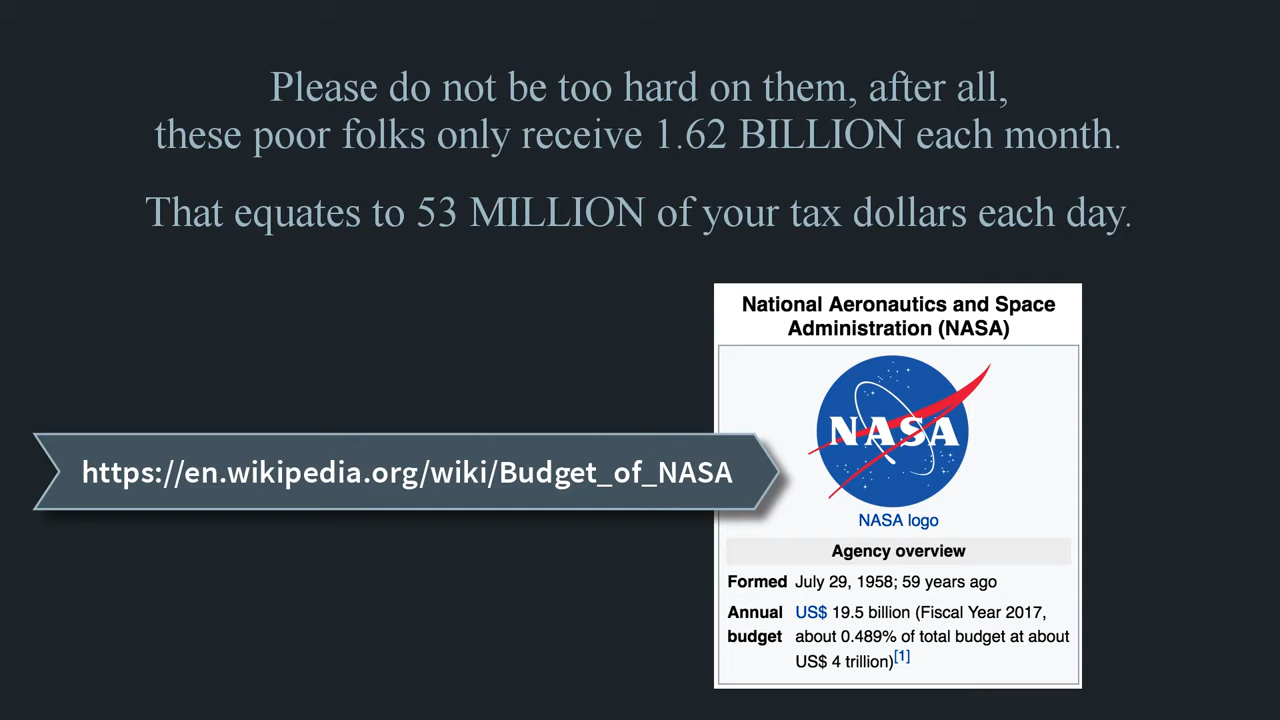 Please do not be too hard on them, after all,
these poor folks only receive 1.62 BILLION each month.
That equates to 53 MILLION of your tax dollars each day.
National Aeronautics and Space
Administration (NASA)
NASA
https://en.wikipedia.org/wiki/Budget_of_NASA
NASA logo
Agency overview
Formed July 29, 1958; 59 years ago
Annual US$ 19.5 billion (Fiscal Year 2017,
budget about 0.489% of total budget at about
US$ 4 trillion)[1]